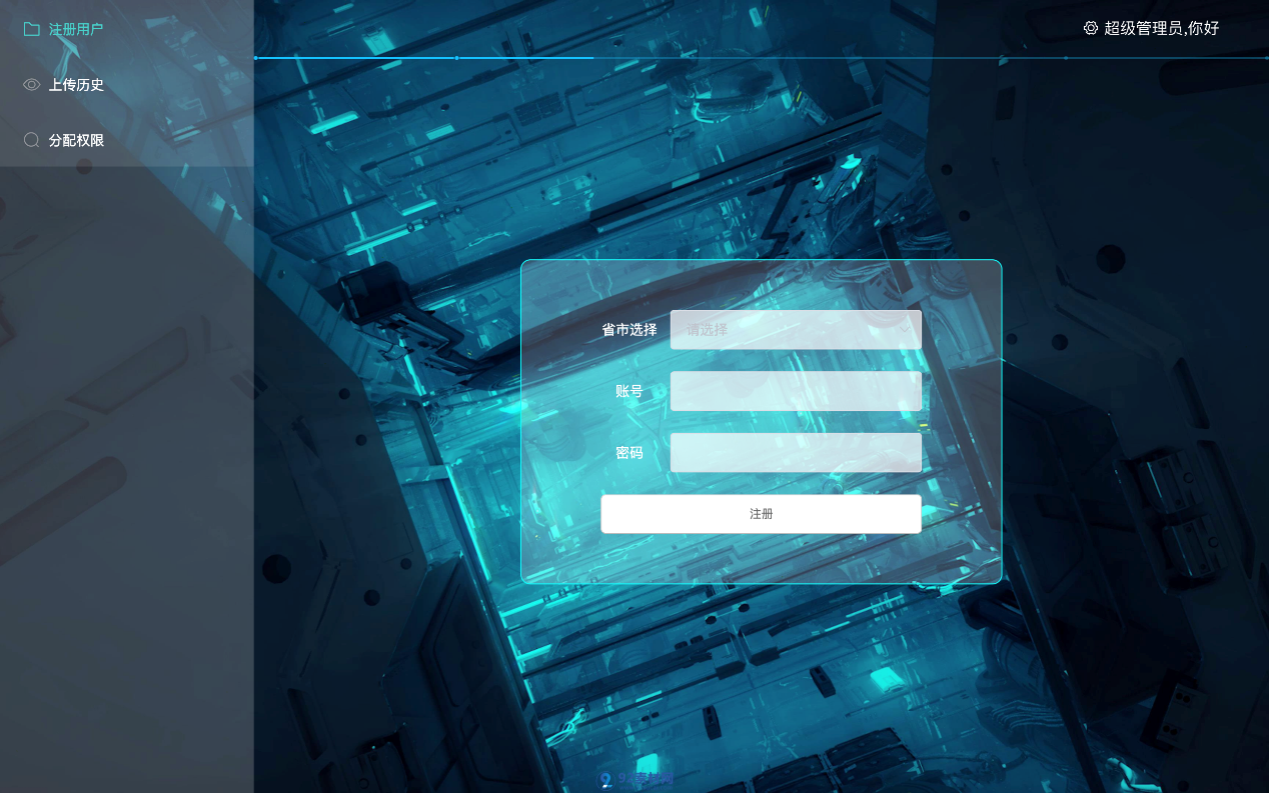 注册用户
超级管理员,你好
上传历史
分配权限
省市选择
请选择
账号
密码
注册